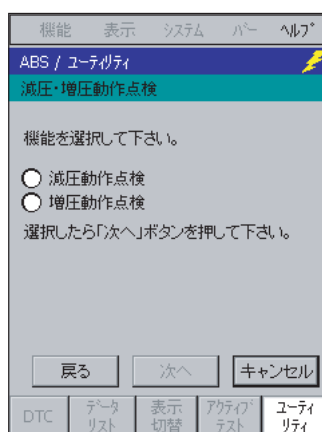 機能 表示 システム バー ヘルプ
ABS / ユーティリティ
減圧・増圧動作点検
機能を選択して下さい。
減圧動作点検
増圧動作点検
選択したら「次へ」ボタンを押して下さい。
戻る 次へ キャンセル
DTC データ 表示 アクティブ ユーティ
リスト 切替 テスト リティ